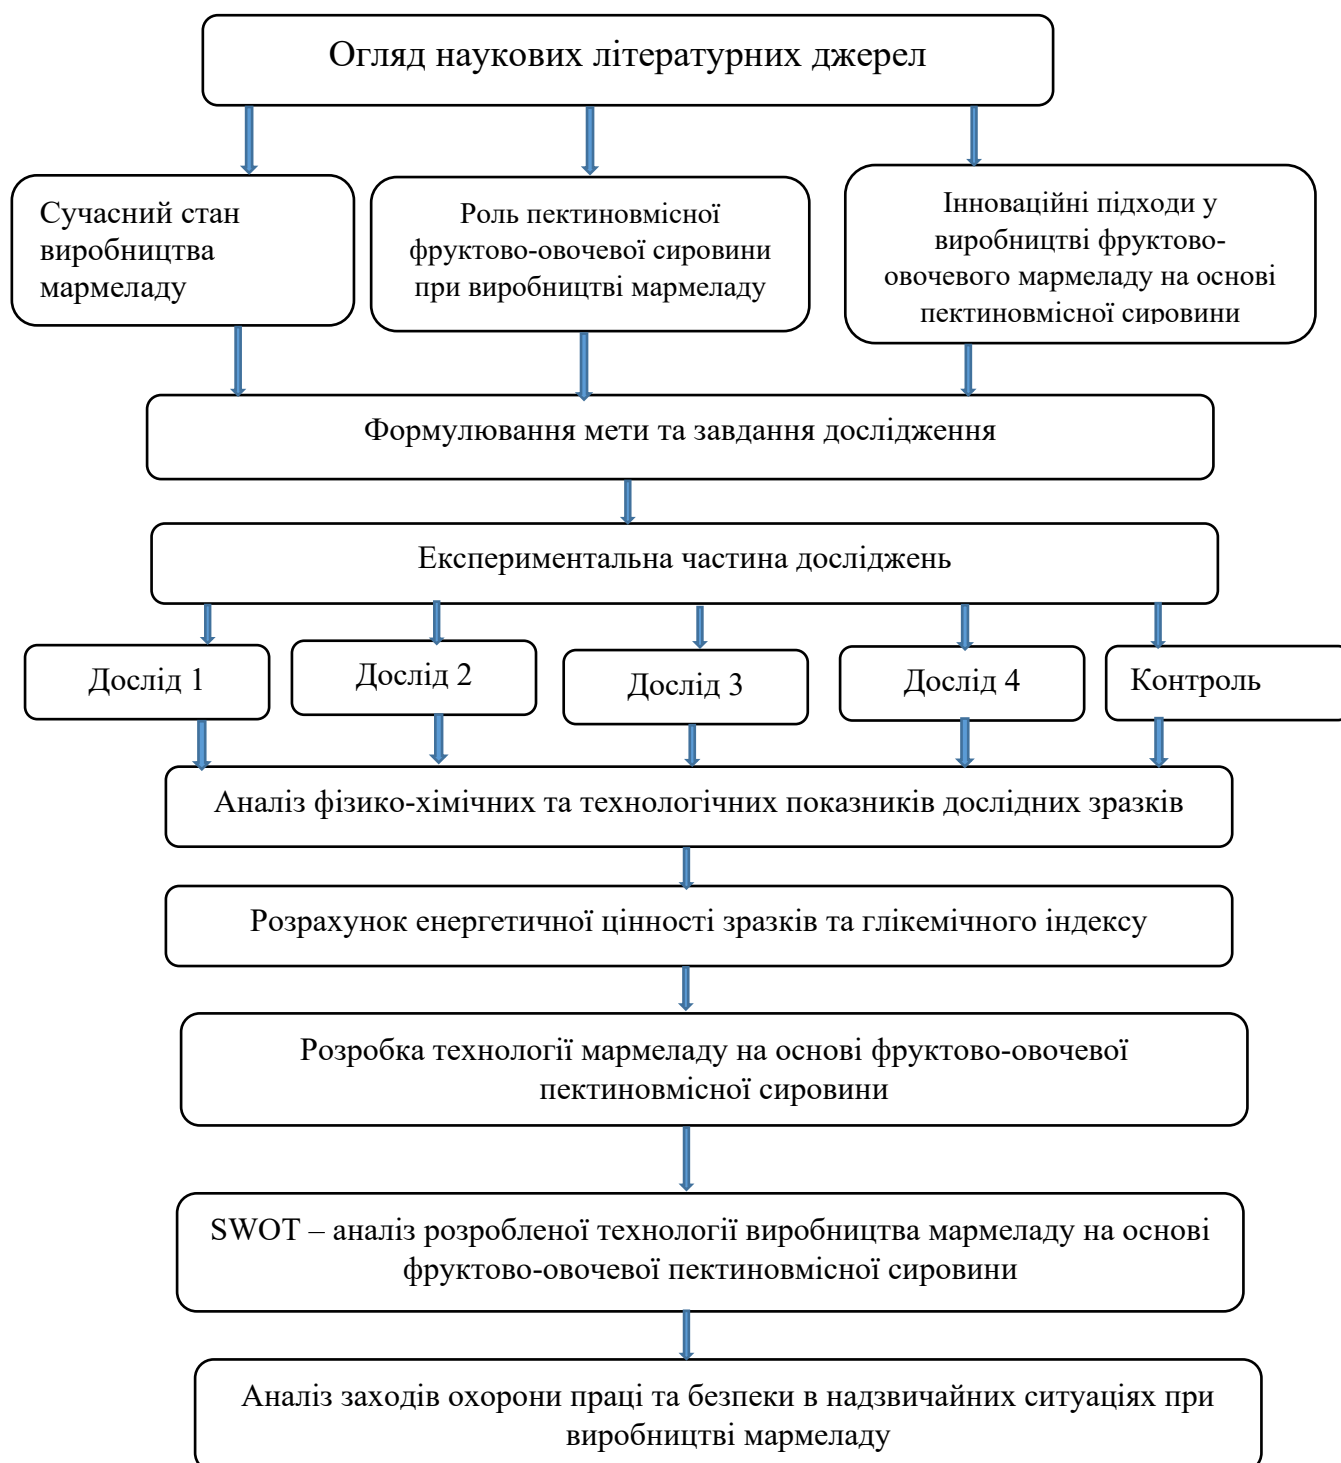 Огляд наукових літературних джерел
Сучасний стан
виробництва
мармеладу
Роль пектиновмісної
фруктово-овочевої сировини
при виробництві мармеладу
Інноваційні підходи у
виробництві фруктово-
овочевого мармеладу на основі
пектиновмісної сировини
Формулювання мети та завдання дослідження
Експериментальна частина досліджень
Дослід 1
Дослід 2
Дослід 3
Дослід 4
Контроль
Аналіз фізико-хімічних та технологічних показників дослідних зразків
Розрахунок енергетичної цінності зразків та глікемічного індексу
Розробка технології мармеладу на основі фруктово-овочевої
пектиновмісної сировини
SWOT – аналіз розробленої технології виробництва мармеладу на основі
фруктово-овочевої пектиновмісної сировини
Аналіз заходів охорони праці та безпеки в надзвичайних ситуаціях при
виробництві мармеладу